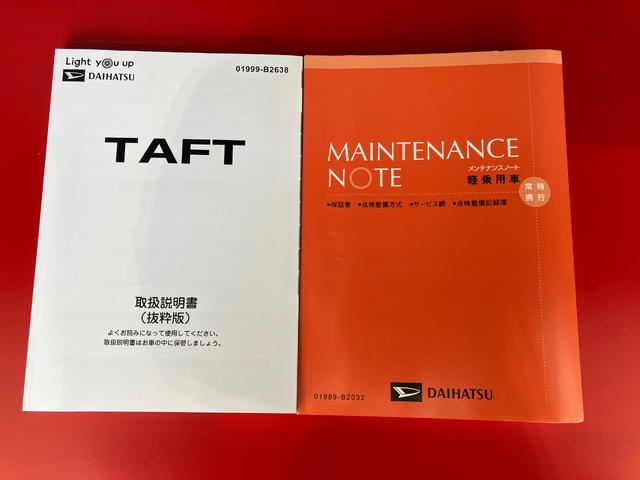 Light you up
DAIHATSU
01999-B2638
TAFT
取扱説明書
（抜粋版）
よくお読みになって使用してください。
取扱説明書はお車の中に保管しましょう。
MAINTENANCE
NOTE
メンテナンスノート
軽乗用車
常時
携行
●保証書 ●点検整備方式 ●サービス網 ●点検整備記録簿
01989-B2032
DAIHATSU